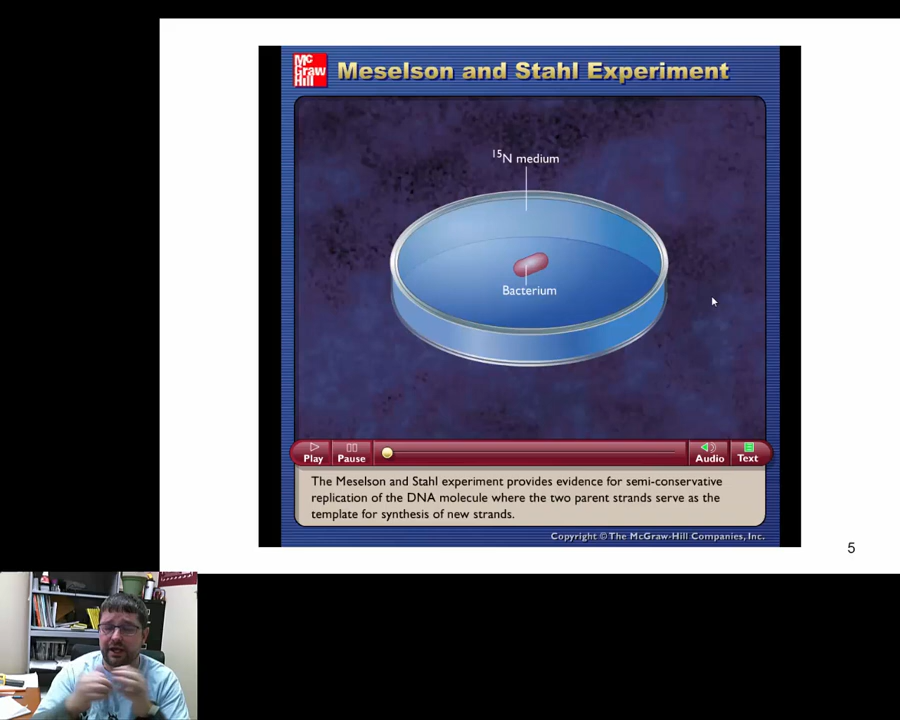 Mc
Graw
Hill
Meselson and Stahl Experiment
¹⁵N medium
Bacterium
Play
Pause
Audio
Text
The Meselson and Stahl experiment provides evidence for semi-conservative
replication of the DNA molecule where the two parent strands serve as the
template for synthesis of new strands.
Copyright © The McGraw-Hill Companies, Inc.
5